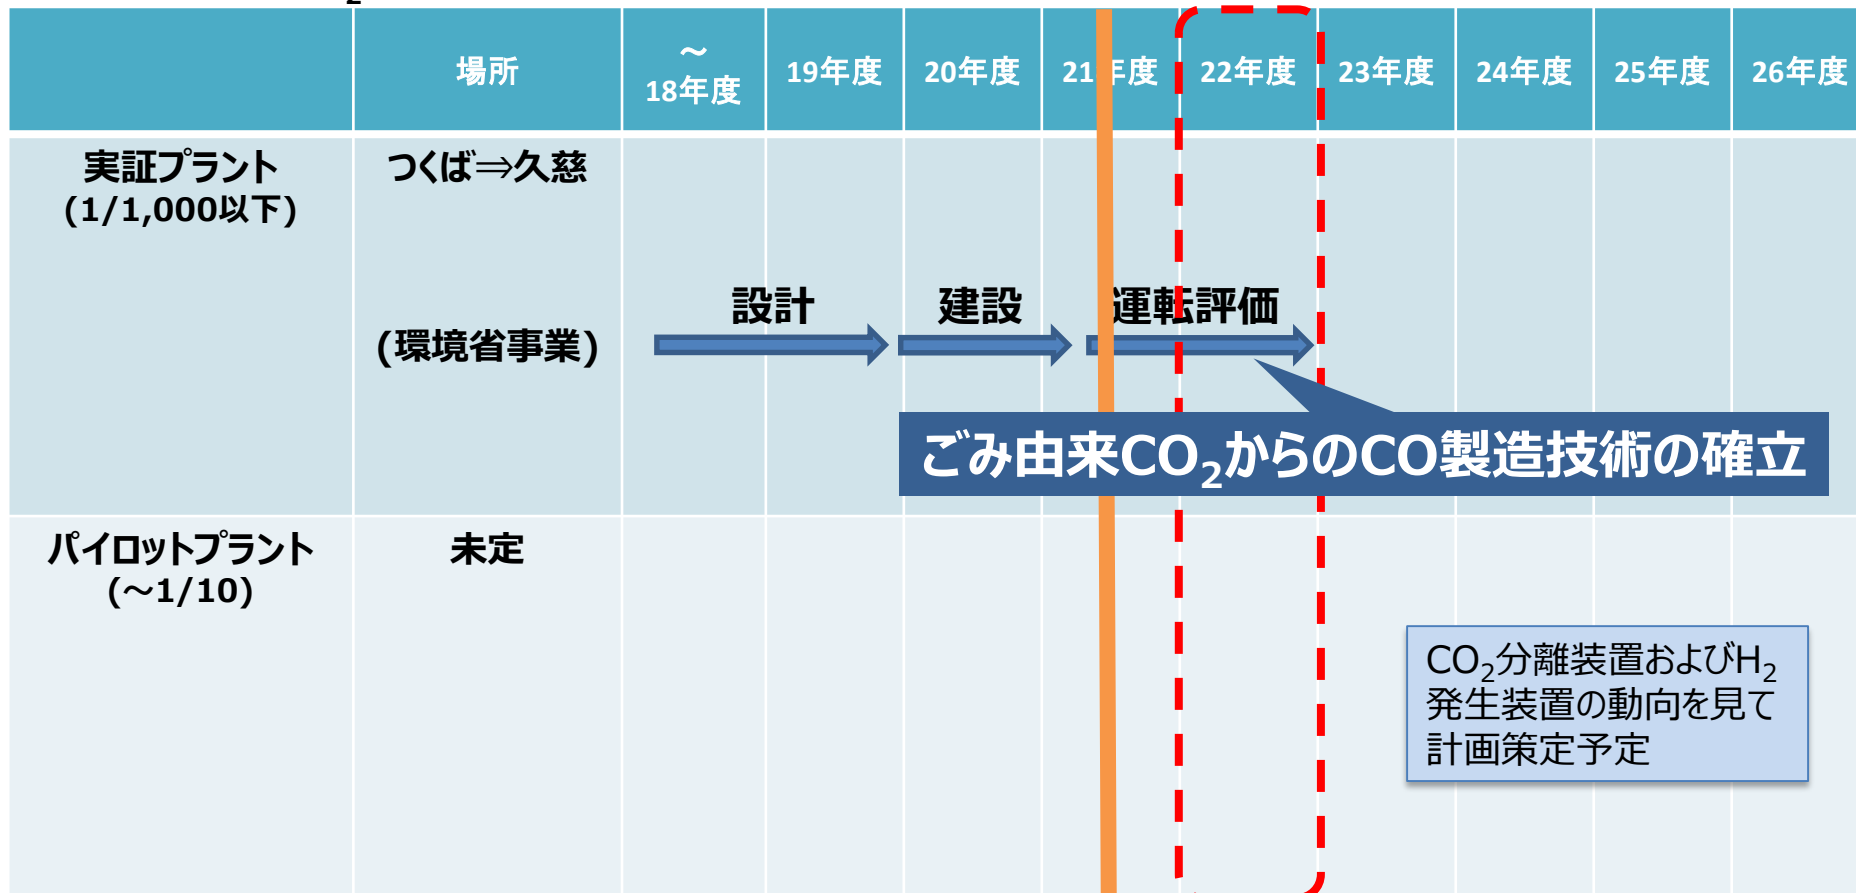 2
場所
～
18年度
19年度
20年度
21年度
22年度
23年度
24年度
25年度
26年度
実証プラント
(1/1,000以下)
つくば⇒久慈
(環境省事業)
設計
建設
運転評価
ごみ由来CO₂からのCO製造技術の確立
パイロットプラント
(～1/10)
未定
CO₂分離装置およびH₂
発生装置の動向を見て
計画策定予定